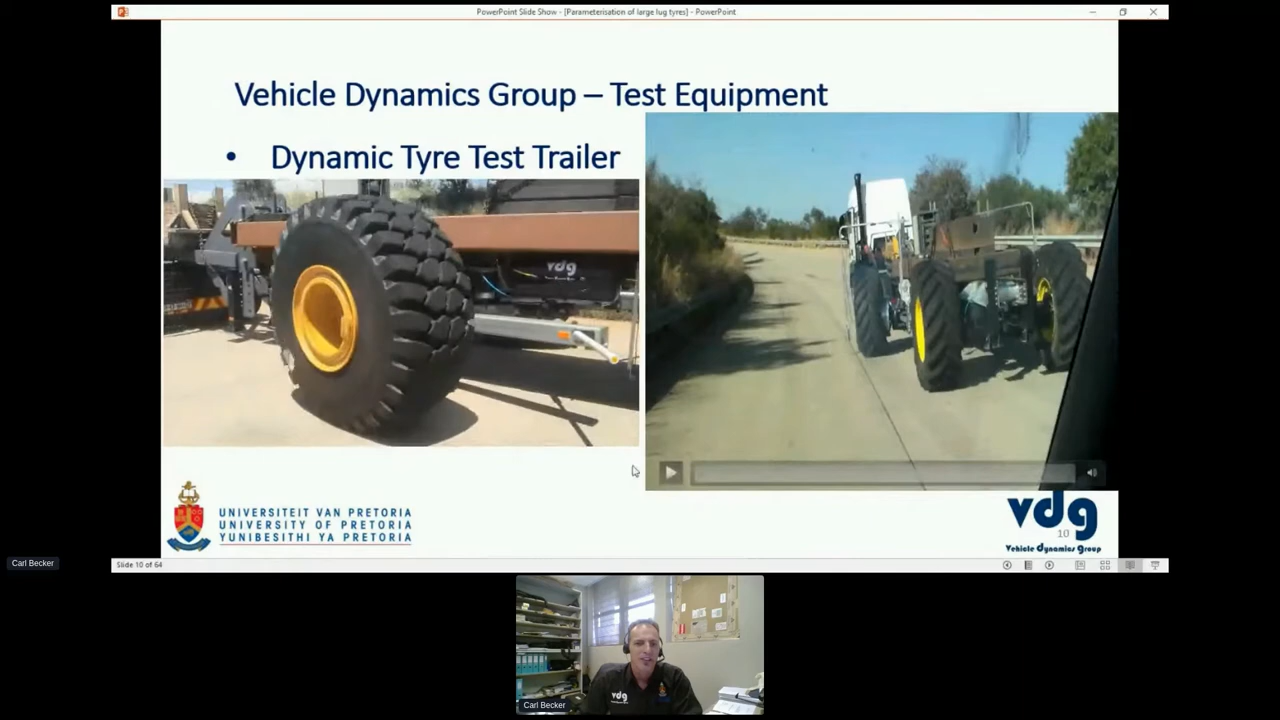 PowerPoint Slide Show - [Parameterisation of large lug tyres] - PowerPoint
Vehicle Dynamics Group – Test Equipment
• Dynamic Tyre Test Trailer
vdg
UNIVERSITEIT VAN PRETORIA
UNIVERSITY OF PRETORIA
YUNIBESITHI YA PRETORIA
vdg
10
Vehicle Dynamics Group
Carl Becker
Slide 10 of 64
vdg
Carl Becker